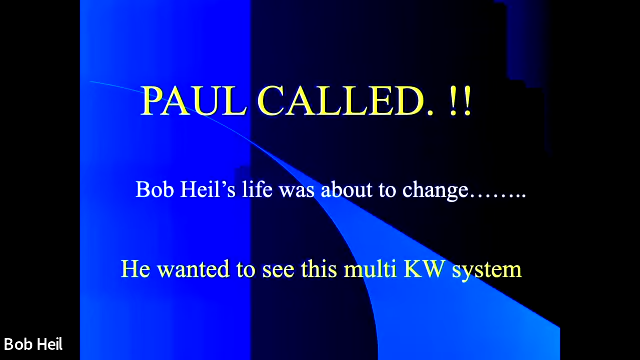 PAUL CALLED. !!
Bob Heil’s life was about to change……..
He wanted to see this multi KW system
Bob Heil